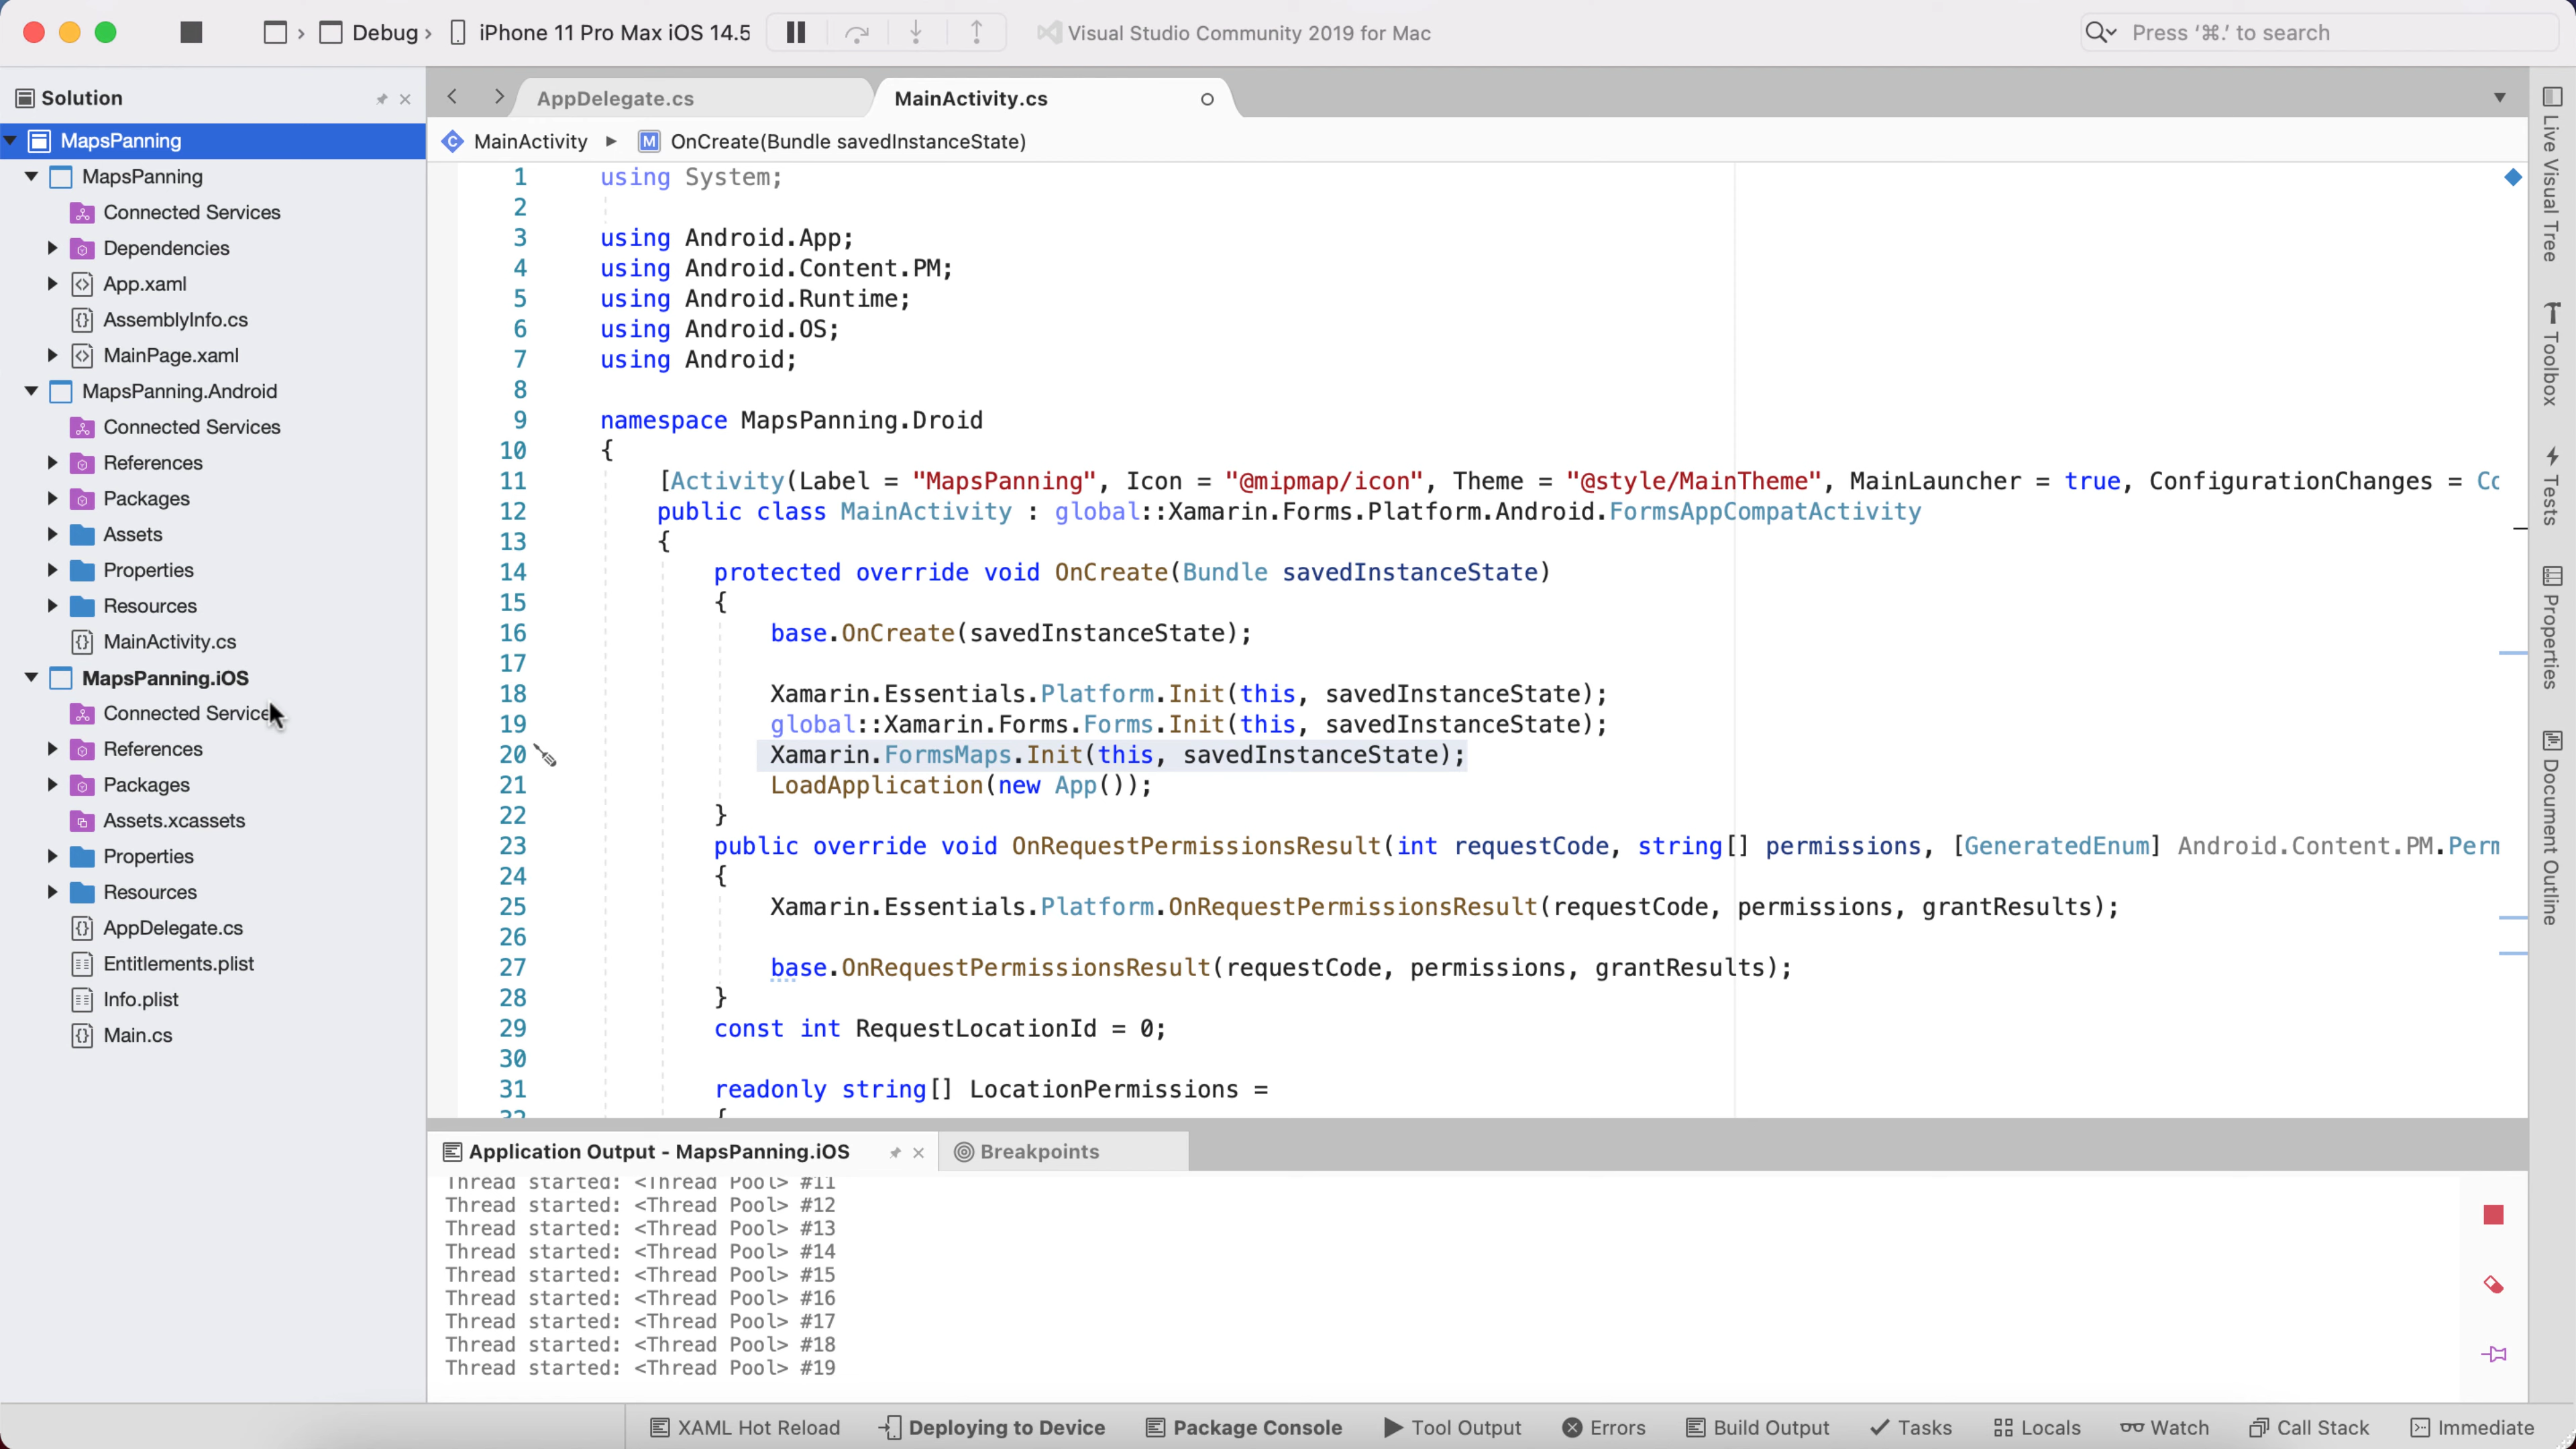 Debug
iPhone 11 Pro Max iOS 14.5
Visual Studio Community 2019 for Mac
Press '⌘.' to search
Solution
MapsPanning
MapsPanning
Connected Services
Dependencies
App.xaml
AssemblyInfo.cs
MainPage.xaml
MapsPanning.Android
Connected Services
References
Packages
Assets
Properties
Resources
MainActivity.cs
MapsPanning.iOS
Connected Service
References
Packages
Assets.xcassets
Properties
Resources
AppDelegate.cs
Entitlements.plist
Info.plist
Main.cs
AppDelegate.cs
MainActivity.cs
MainActivity ▶ M OnCreate(Bundle savedInstanceState)
1 using System;
2
3 using Android.App;
4 using Android.Content.PM;
5 using Android.Runtime;
6 using Android.OS;
7 using Android;
8
9 namespace MapsPanning.Droid
10 {
11 [Activity(Label = "MapsPanning", Icon = "@mipmap/icon", Theme = "@style/MainTheme", MainLauncher = true, ConfigurationChanges = Co
12 public class MainActivity : global::Xamarin.Forms.Platform.Android.FormsAppCompatActivity
13 {
14 protected override void OnCreate(Bundle savedInstanceState)
15 {
16 base.OnCreate(savedInstanceState);
17
18 Xamarin.Essentials.Platform.Init(this, savedInstanceState);
19 global::Xamarin.Forms.Forms.Init(this, savedInstanceState);
20 Xamarin.FormsMaps.Init(this, savedInstanceState);
21 LoadApplication(new App());
22 }
23 public override void OnRequestPermissionsResult(int requestCode, string[] permissions, [GeneratedEnum] Android.Content.PM.Perm
24 {
25 Xamarin.Essentials.Platform.OnRequestPermissionsResult(requestCode, permissions, grantResults);
26
27 base.OnRequestPermissionsResult(requestCode, permissions, grantResults);
28 }
29 const int RequestLocationId = 0;
30
31 readonly string[] LocationPermissions =
32 {
Application Output - MapsPanning.iOS
Breakpoints
Thread started: <Thread Pool> #11
Thread started: <Thread Pool> #12
Thread started: <Thread Pool> #13
Thread started: <Thread Pool> #14
Thread started: <Thread Pool> #15
Thread started: <Thread Pool> #16
Thread started: <Thread Pool> #17
Thread started: <Thread Pool> #18
Thread started: <Thread Pool> #19
Live Visual Tree
Toolbox
Tests
Properties
Document Outline
XAML Hot Reload
Deploying to Device
Package Console
Tool Output
Errors
Build Output
Tasks
Locals
Watch
Call Stack
Immediate